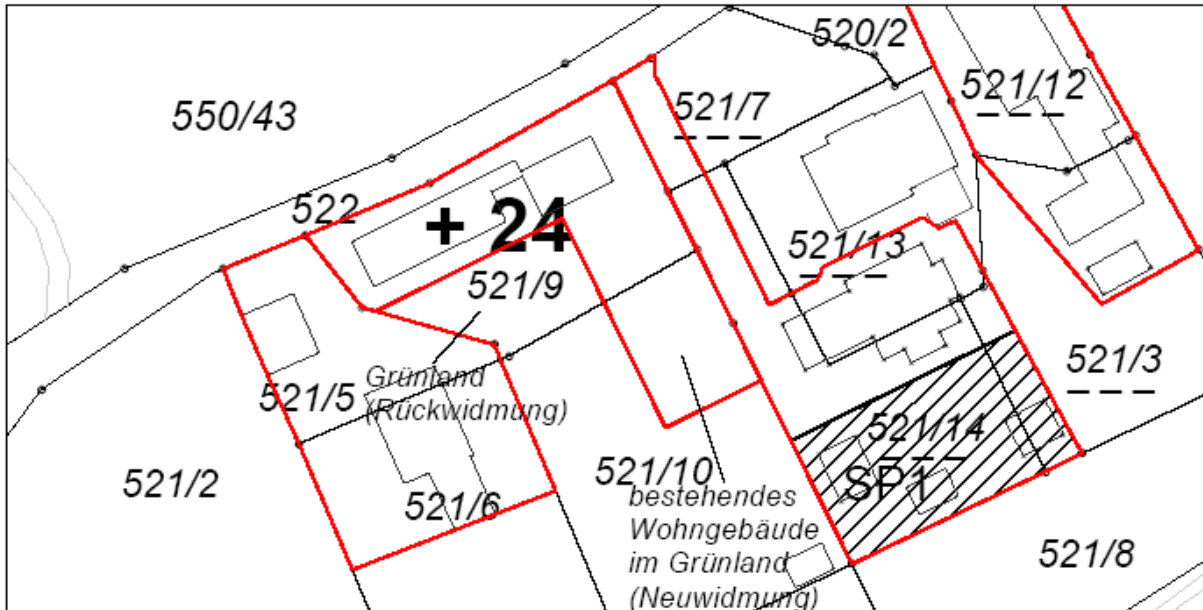 520/2
521/12
521/7
550/43
522
+ 24
521/13
521/9
521/3
Grünland
(Rückwidmung)
521/5
521/14
521/2
521/10
SP1
521/6
bestehendes
Wohngebäude
im Grünland
(Neuwidmung)
521/8